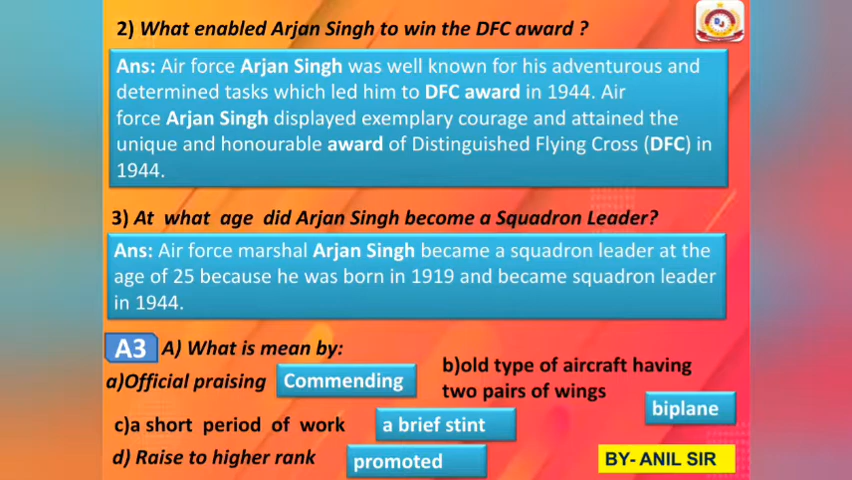 2) What enabled Arjan Singh to win the DFC award ?
Ans: Air force Arjan Singh was well known for his adventurous and
determined tasks which led him to DFC award in 1944. Air
force Arjan Singh displayed exemplary courage and attained the
unique and honourable award of Distinguished Flying Cross (DFC) in
1944.
3) At what age did Arjan Singh become a Squadron Leader?
Ans: Air force marshal Arjan Singh became a squadron leader at the
age of 25 because he was born in 1919 and became squadron leader
in 1944.
A3 A) What is mean by:
a)Official praising Commending
b)old type of aircraft having
two pairs of wings
biplane
c)a short period of work a brief stint
d) Raise to higher rank promoted
BY- ANIL SIR